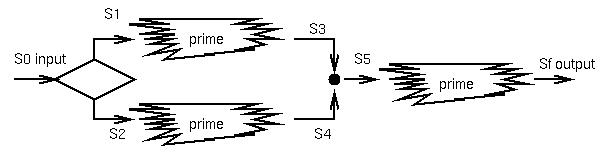 S1
prime
S3
S0 input
S5
prime
Sf output
S2
prime
S4